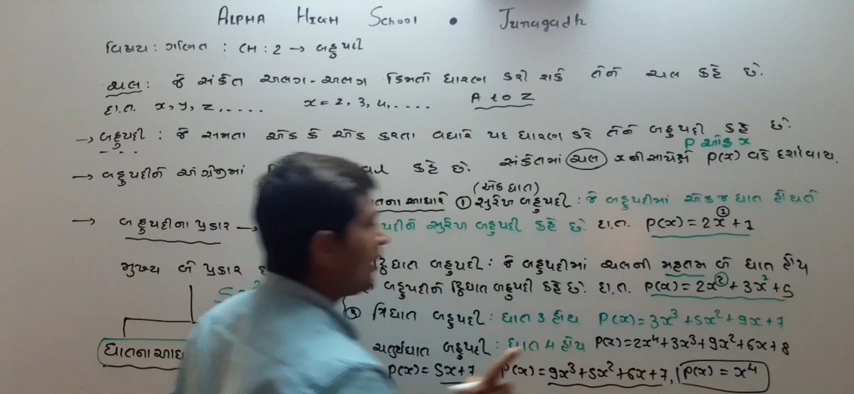 ALPHA HIGH SCHOOL • Junagadh
વિષય : ગણિત : CH : 2 → બહુપદી
ચલ : જે સંકેત અલગ-અલગ કિંમતો ધારણ કરી શકે તેને ચલ કહે છે.
દા.ત. x, y, z, .... x = 2, 3, 4, .... A to Z
→ બહુપદી : જે સમતા એક કે એક કરતા વધારે પદ ધારણ કરે તેને બહુપદી કહે છે.
P ઓફ x
→ બહુપદીને અંગ્રેજીમાં કહે છે. સંકેતમાં ચલ x ની સાપેક્ષે P(x) વડે દર્શાવાય.
(એક ઘાત)
તના આધારે ① સુરેખ બહુપદી : જે બહુપદીમાં એક જ ઘાત હોય તે
→ બહુપદીના પ્રકાર → પદીને સુરેખ બહુપદી કહે છે. દા.ત. P(x) = 2x¹ + 1
મુખ્ય બે પ્રકાર દ્વિઘાત બહુપદી : જે બહુપદીમાં ચલની મહત્તમ બે ઘાત હોય
બહુપદીને દ્વિઘાત બહુપદી કહે છે. દા.ત. P(x) = 2x² + 3x² + 5
③ ત્રિઘાત બહુપદી : ઘાત 3 હોય P(x) = 3x³ + 5x² + 9x + 7
ઘાતના આધા ચતુર્થઘાત બહુપદી : ઘાત 4 હોય P(x) = 2x⁴ + 3x³ + 9x² + 6x + 8
P(x) = 5x + 7 P(x) = 9x³ + 5x² + 6x + 7, P(x) = x⁴